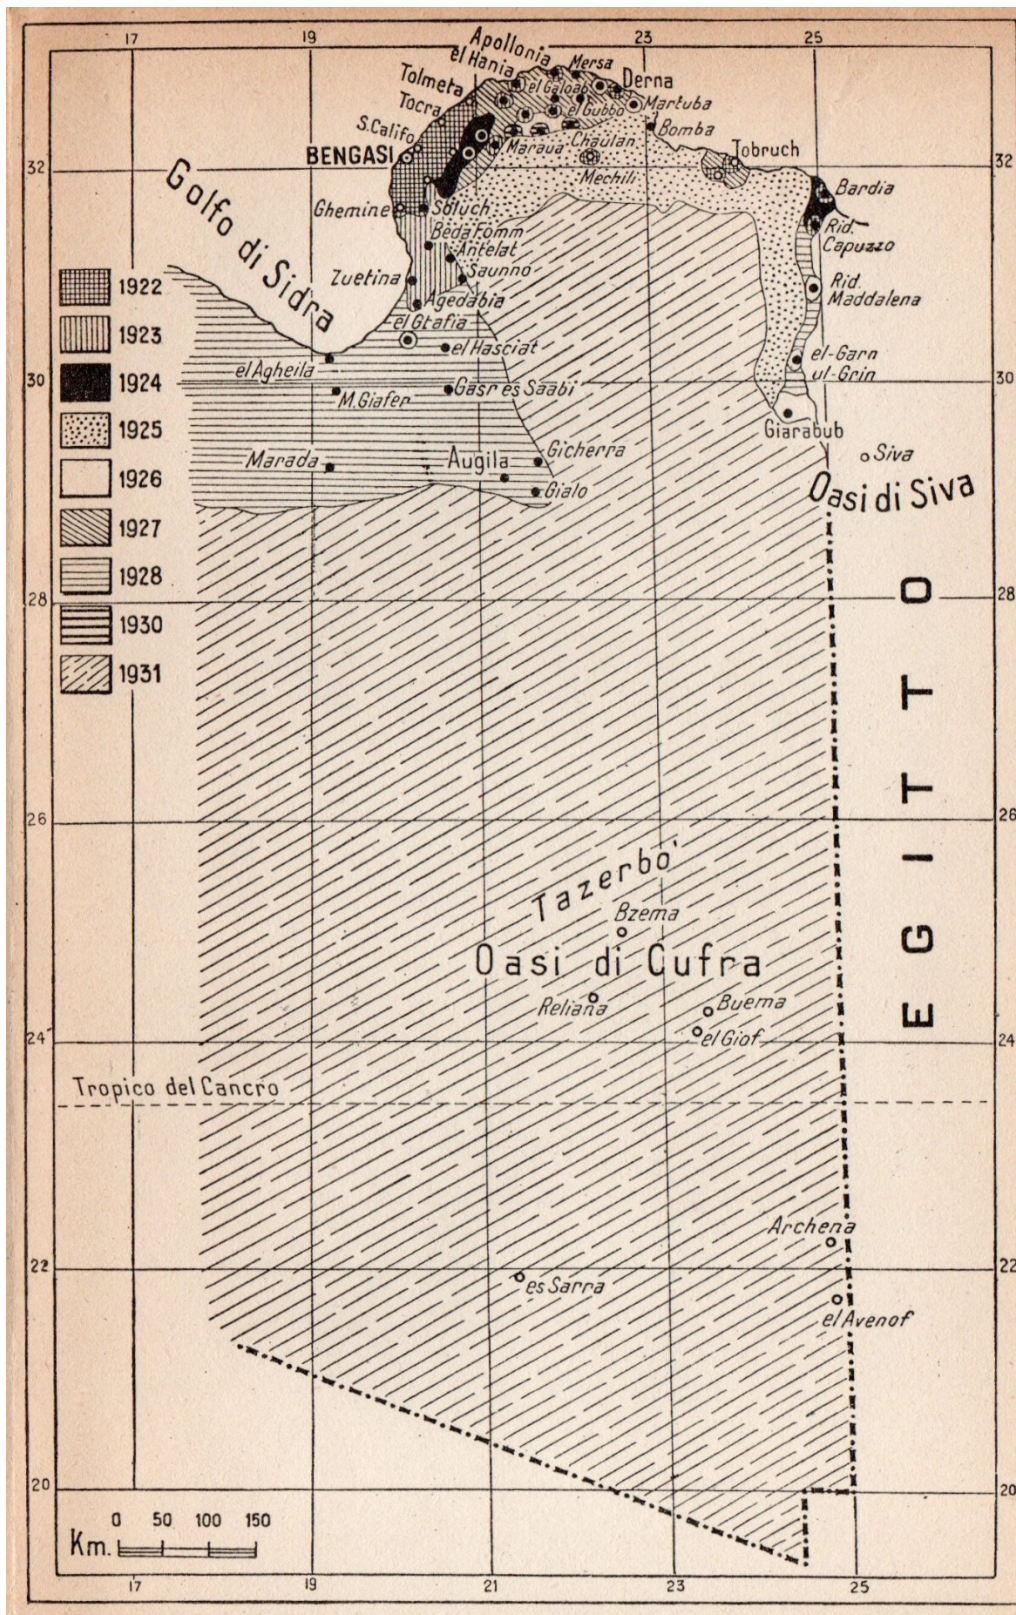 17
19
21
23
25
Apollonia
el Hania
Mersa
Tolmeta
el Galoab
Derna
Tocra
el Gubbo
Martuba
S. Califo
Bomba
BENGASI
Maraua
Chaulan
Tobruch
32
32
Mechili
Golfo di Sidra
Bardia
Ghemine
Soluch
Rid. Capuzzo
Beda Fomm
Antelat
Zuetina
Saunno
Rid. Maddalena
Agedabia
el Gtafia
el Hasciat
el Agheila
el-Garn
ul-Grin
30
30
M. Giafer
Gasr es Saabi
Giarabub
Gicherra
Siva
Marada
Augila
Gialo
Oasi di Siva
1922
1923
1924
1925
1926
1927
1928
1930
1931
28
28
EGITTO
26
26
Tazerbo'
Bzema
Oasi di Cufra
Reliana
Buema
el Giof
24
24
Tropico del Cancro
Archena
22
22
es Sarra
el Avenof
20
20
0 50 100 150
Km.
17
19
21
23
25